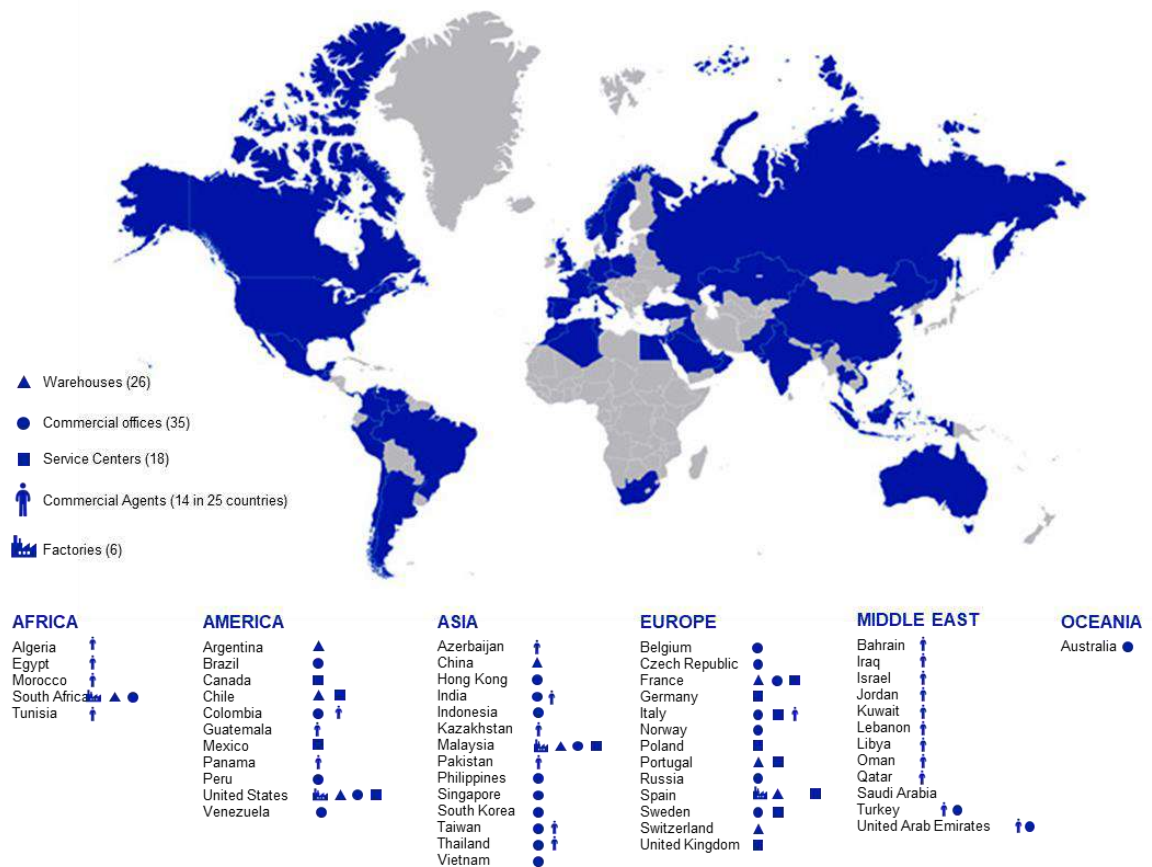 Warehouses (26)
Commercial offices (35)
Service Centers (18)
Commercial Agents (14 in 25 countries)
Factories (6)
AFRICA
Algeria
Egypt
Morocco
South Africa
Tunisia
AMERICA
Argentina
Brazil
Canada
Chile
Colombia
Guatemala
Mexico
Panama
Peru
United States
Venezuela
ASIA
Azerbaijan
China
Hong Kong
India
Indonesia
Kazakhstan
Malaysia
Pakistan
Philippines
Singapore
South Korea
Taiwan
Thailand
Vietnam
EUROPE
Belgium
Czech Republic
France
Germany
Italy
Norway
Poland
Portugal
Russia
Spain
Sweden
Switzerland
United Kingdom
MIDDLE EAST
Bahrain
Iraq
Israel
Jordan
Kuwait
Lebanon
Libya
Oman
Qatar
Saudi Arabia
Turkey
United Arab Emirates
OCEANIA
Australia